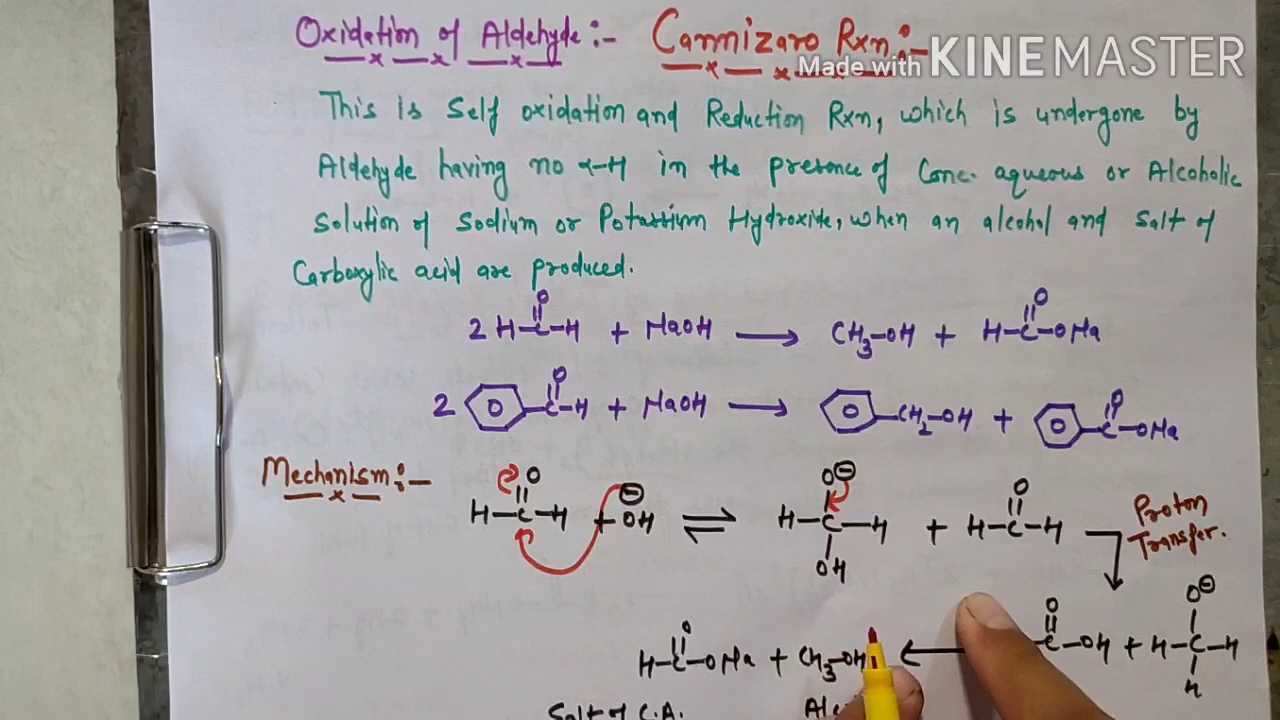 Oxidation of Aldehyde:- Cannizaro Rxn:-
Made with KINEMASTER
This is Self oxidation and Reduction Rxn, which is undergone by
Aldehyde having no α-H in the presence of Conc. aqueous or Alcoholic
Solution of Sodium or Potassium Hydroxide, when an alcohol and Salt of
Carboxylic acid are produced.
2 H-C(=O)-H + NaOH → CH3-OH + H-C(=O)-ONa
2 C(=O)-H + NaOH → CH2-OH + C(=O)-ONa
Mechanism:-
H-C(=O)-H + ⊖OH ⇌ H-C(O⊖)(OH)-H + H-C(=O)-H
Proton
Transfer.
H-C(=O)-ONa + CH3-OH ← C(=O)-OH + H-C(O⊖)(H)-H
Salt of C.A.